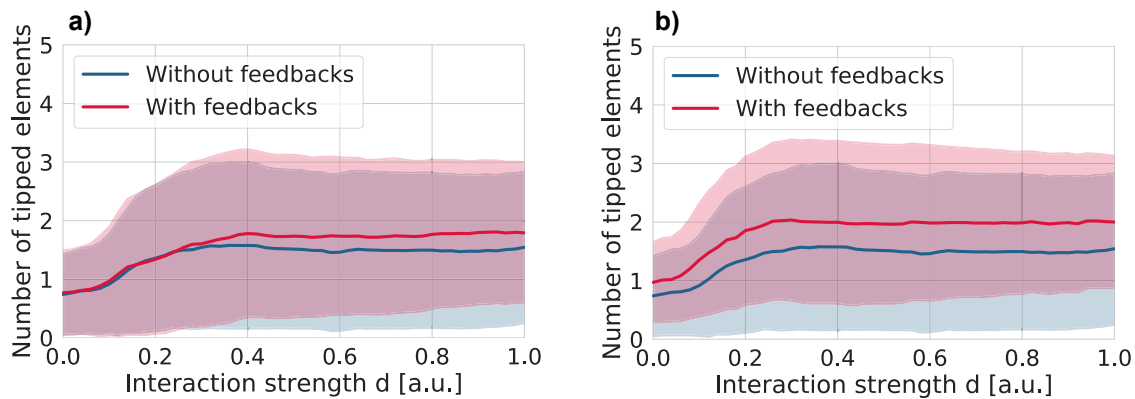 a)
Number of tipped elements
5
4
3
2
1
0
Without feedbacks
With feedbacks
0.0 0.2 0.4 0.6 0.8 1.0
Interaction strength d [a.u.]
b)
Number of tipped elements
5
4
3
2
1
0
Without feedbacks
With feedbacks
0.0 0.2 0.4 0.6 0.8 1.0
Interaction strength d [a.u.]